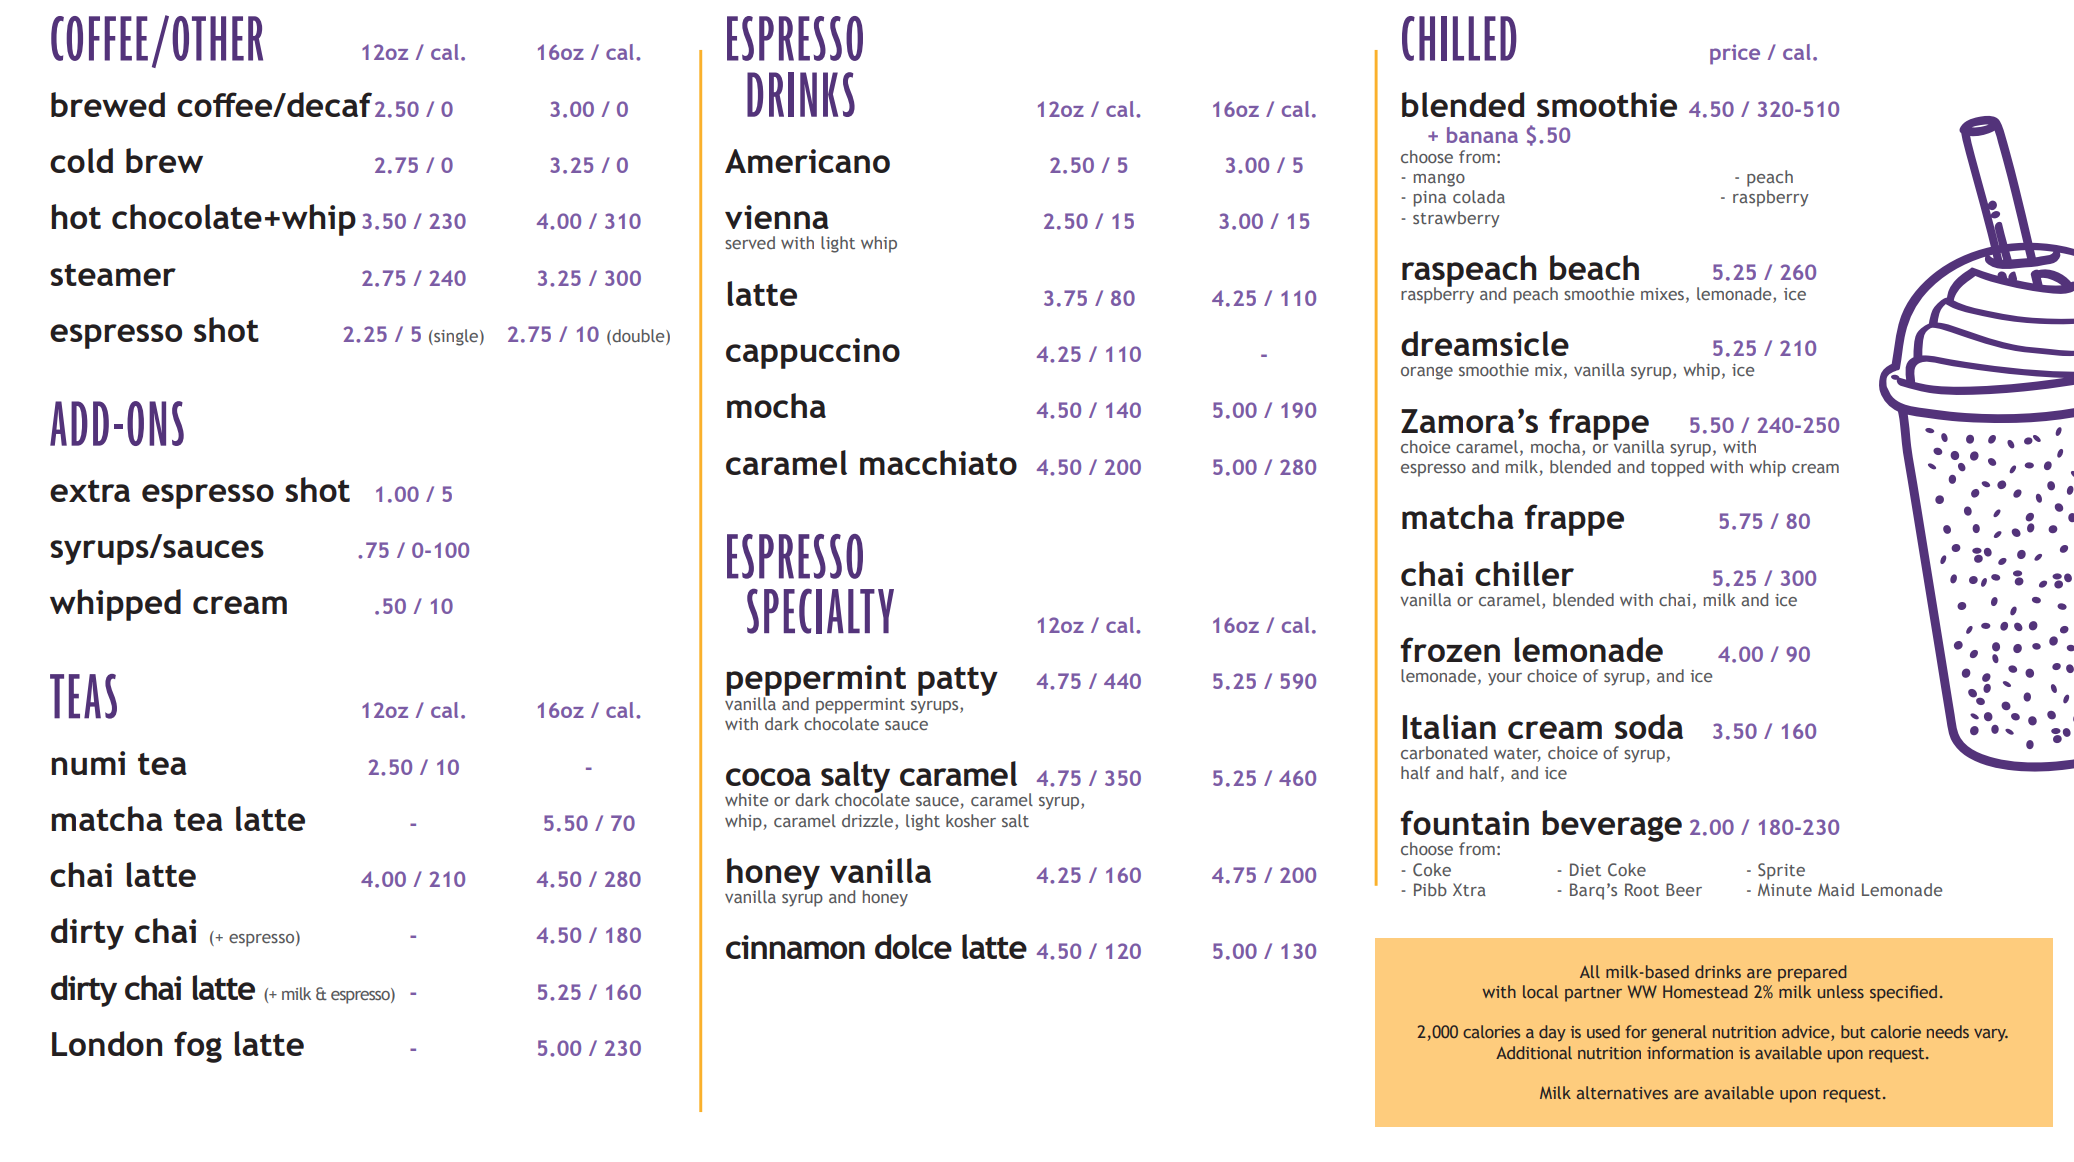 COFFEE/OTHER 12oz / cal. 16oz / cal.
brewed coffee/decaf 2.50 / 0 3.00 / 0
cold brew 2.75 / 0 3.25 / 0
hot chocolate+whip 3.50 / 230 4.00 / 310
steamer 2.75 / 240 3.25 / 300
espresso shot 2.25 / 5 (single) 2.75 / 10 (double)
ADD-ONS
extra espresso shot 1.00 / 5
syrups/sauces .75 / 0-100
whipped cream .50 / 10
TEAS 12oz / cal. 16oz / cal.
numi tea 2.50 / 10 -
matcha tea latte - 5.50 / 70
chai latte 4.00 / 210 4.50 / 280
dirty chai (+ espresso) - 4.50 / 180
dirty chai latte (+ milk & espresso) - 5.25 / 160
London fog latte - 5.00 / 230
ESPRESSO
DRINKS 12oz / cal. 16oz / cal.
Americano 2.50 / 5 3.00 / 5
vienna 2.50 / 15 3.00 / 15
served with light whip
latte 3.75 / 80 4.25 / 110
cappuccino 4.25 / 110 -
mocha 4.50 / 140 5.00 / 190
caramel macchiato 4.50 / 200 5.00 / 280
ESPRESSO
SPECIALTY 12oz / cal. 16oz / cal.
peppermint patty 4.75 / 440 5.25 / 590
vanilla and peppermint syrups,
with dark chocolate sauce
cocoa salty caramel 4.75 / 350 5.25 / 460
white or dark chocolate sauce, caramel syrup,
whip, caramel drizzle, light kosher salt
honey vanilla 4.25 / 160 4.75 / 200
vanilla syrup and honey
cinnamon dolce latte 4.50 / 120 5.00 / 130
CHILLED price / cal.
blended smoothie 4.50 / 320-510
+ banana $.50
choose from:
- mango - peach
- pina colada - raspberry
- strawberry
raspeach beach 5.25 / 260
raspberry and peach smoothie mixes, lemonade, ice
dreamsicle 5.25 / 210
orange smoothie mix, vanilla syrup, whip, ice
Zamora’s frappe 5.50 / 240-250
choice caramel, mocha, or vanilla syrup, with
espresso and milk, blended and topped with whip cream
matcha frappe 5.75 / 80
chai chiller 5.25 / 300
vanilla or caramel, blended with chai, milk and ice
frozen lemonade 4.00 / 90
lemonade, your choice of syrup, and ice
Italian cream soda 3.50 / 160
carbonated water, choice of syrup,
half and half, and ice
fountain beverage 2.00 / 180-230
choose from:
- Coke - Diet Coke - Sprite
- Pibb Xtra - Barq’s Root Beer - Minute Maid Lemonade
All milk-based drinks are prepared
with local partner WW Homestead 2% milk unless specified.
2,000 calories a day is used for general nutrition advice, but calorie needs vary.
Additional nutrition information is available upon request.
Milk alternatives are available upon request.